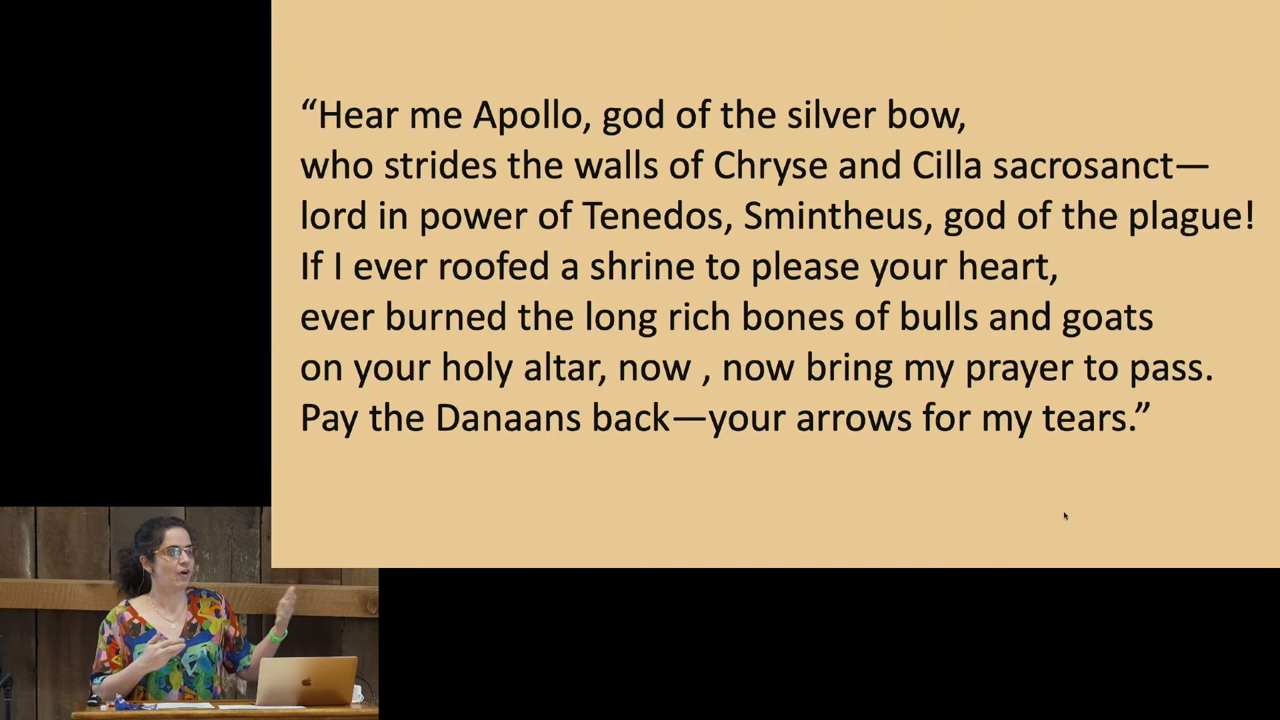 “Hear me Apollo, god of the silver bow,
who strides the walls of Chryse and Cilla sacrosanct—
lord in power of Tenedos, Smintheus, god of the plague!
If I ever roofed a shrine to please your heart,
ever burned the long rich bones of bulls and goats
on your holy altar, now , now bring my prayer to pass.
Pay the Danaans back—your arrows for my tears.”